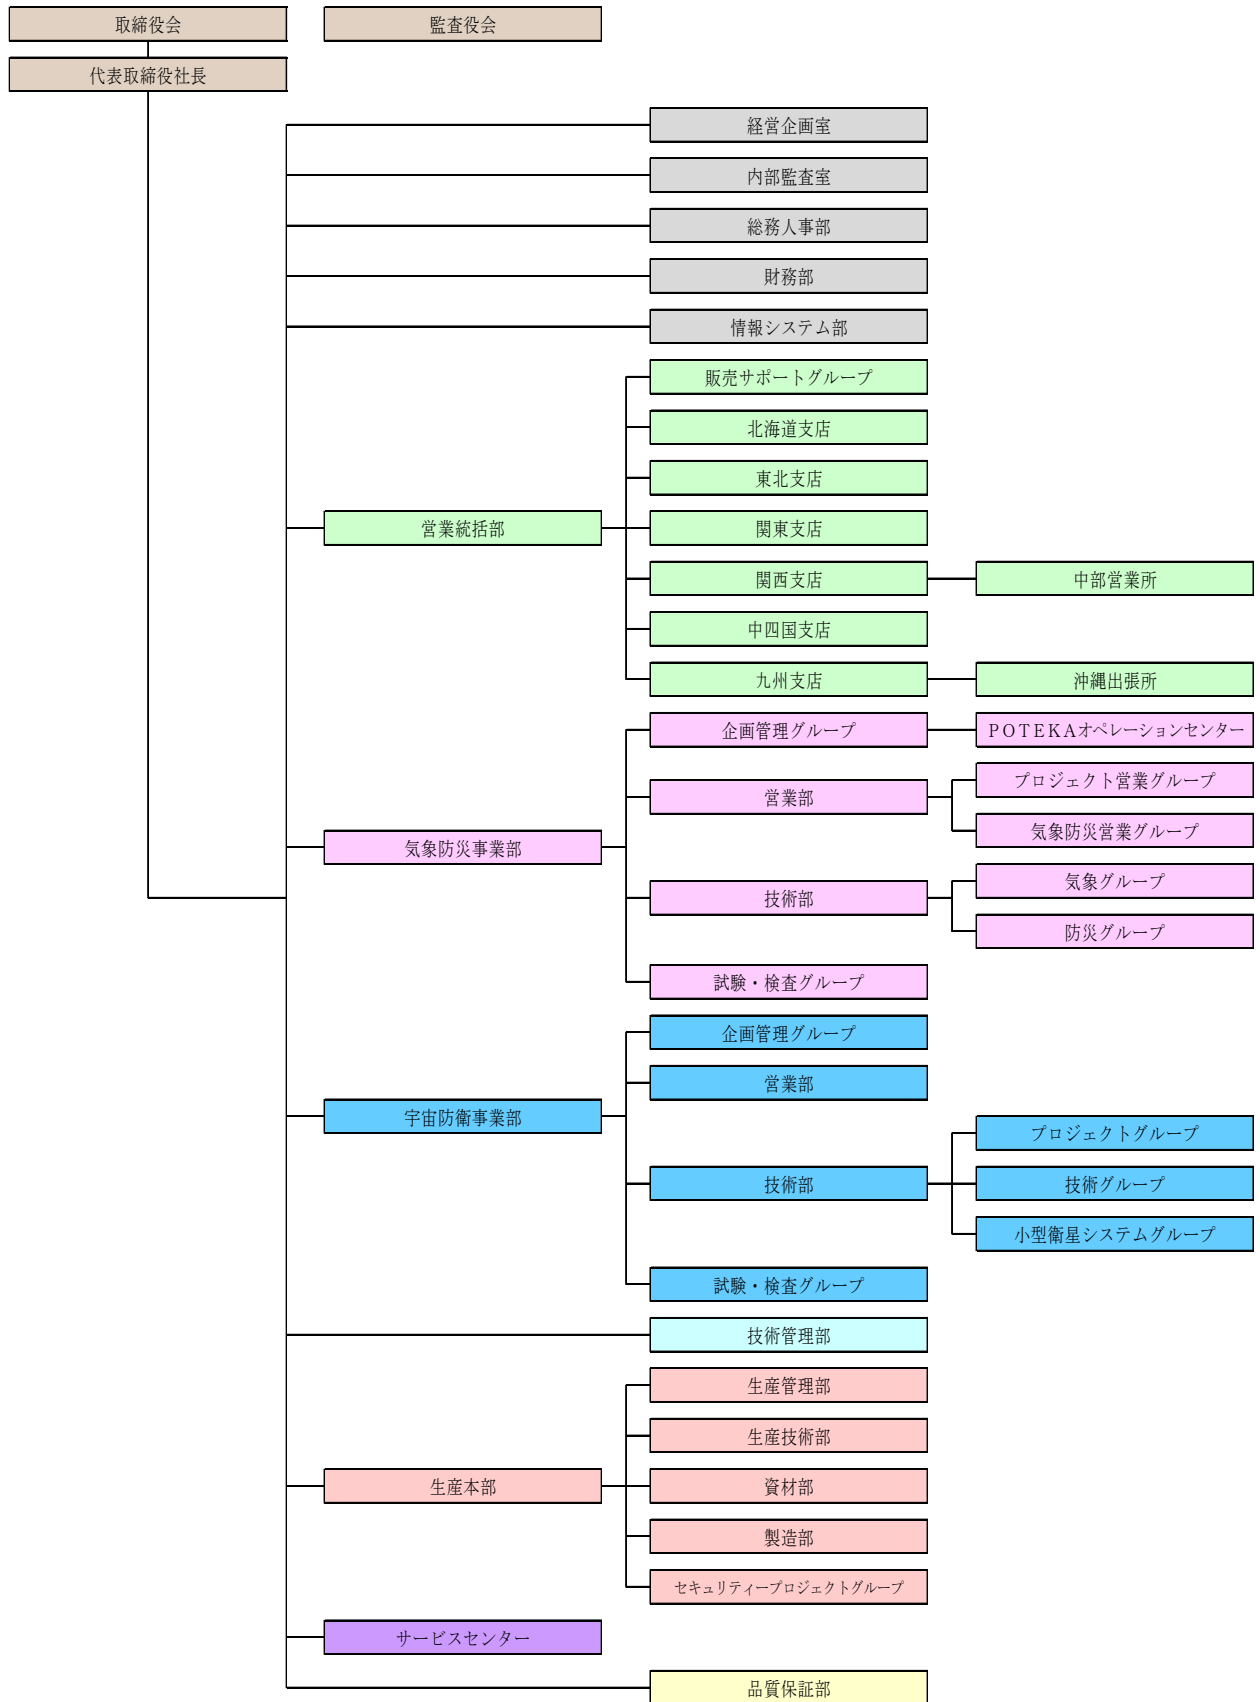 取締役会
監査役会
代表取締役社長
経営企画室
内部監査室
総務人事部
財務部
情報システム部
販売サポートグループ
北海道支店
東北支店
営業統括部
関東支店
関西支店
中部営業所
中四国支店
九州支店
沖縄出張所
企画管理グループ
ＰＯＴＥＫＡオペレーションセンター
営業部
プロジェクト営業グループ
気象防災営業グループ
気象防災事業部
技術部
気象グループ
防災グループ
試験・検査グループ
企画管理グループ
営業部
宇宙防衛事業部
プロジェクトグループ
技術部
技術グループ
小型衛星システムグループ
試験・検査グループ
技術管理部
生産管理部
生産技術部
生産本部
資材部
製造部
セキュリティープロジェクトグループ
サービスセンター
品質保証部